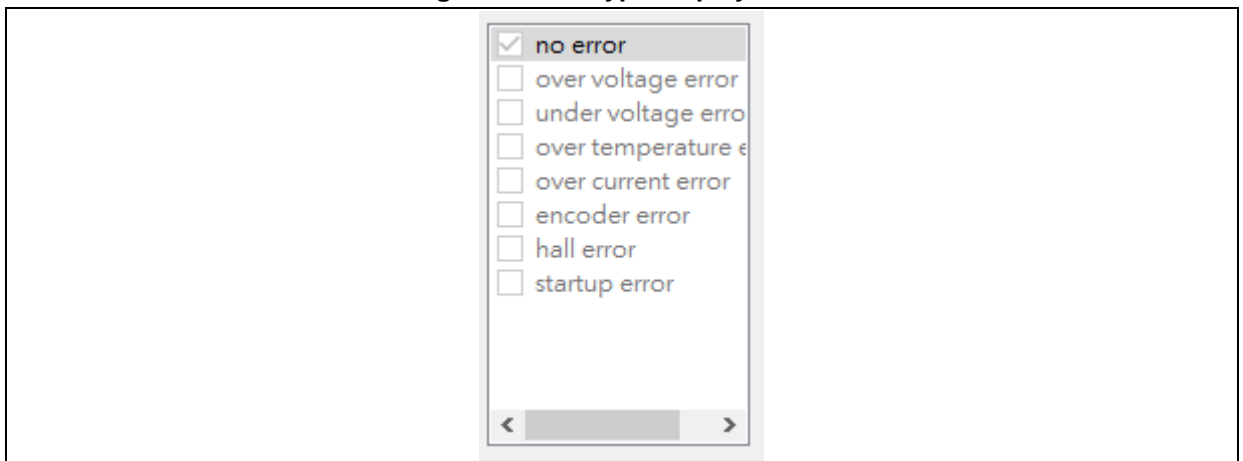 no error
over voltage error
under voltage erro
over temperature e
over current error
encoder error
hall error
startup error